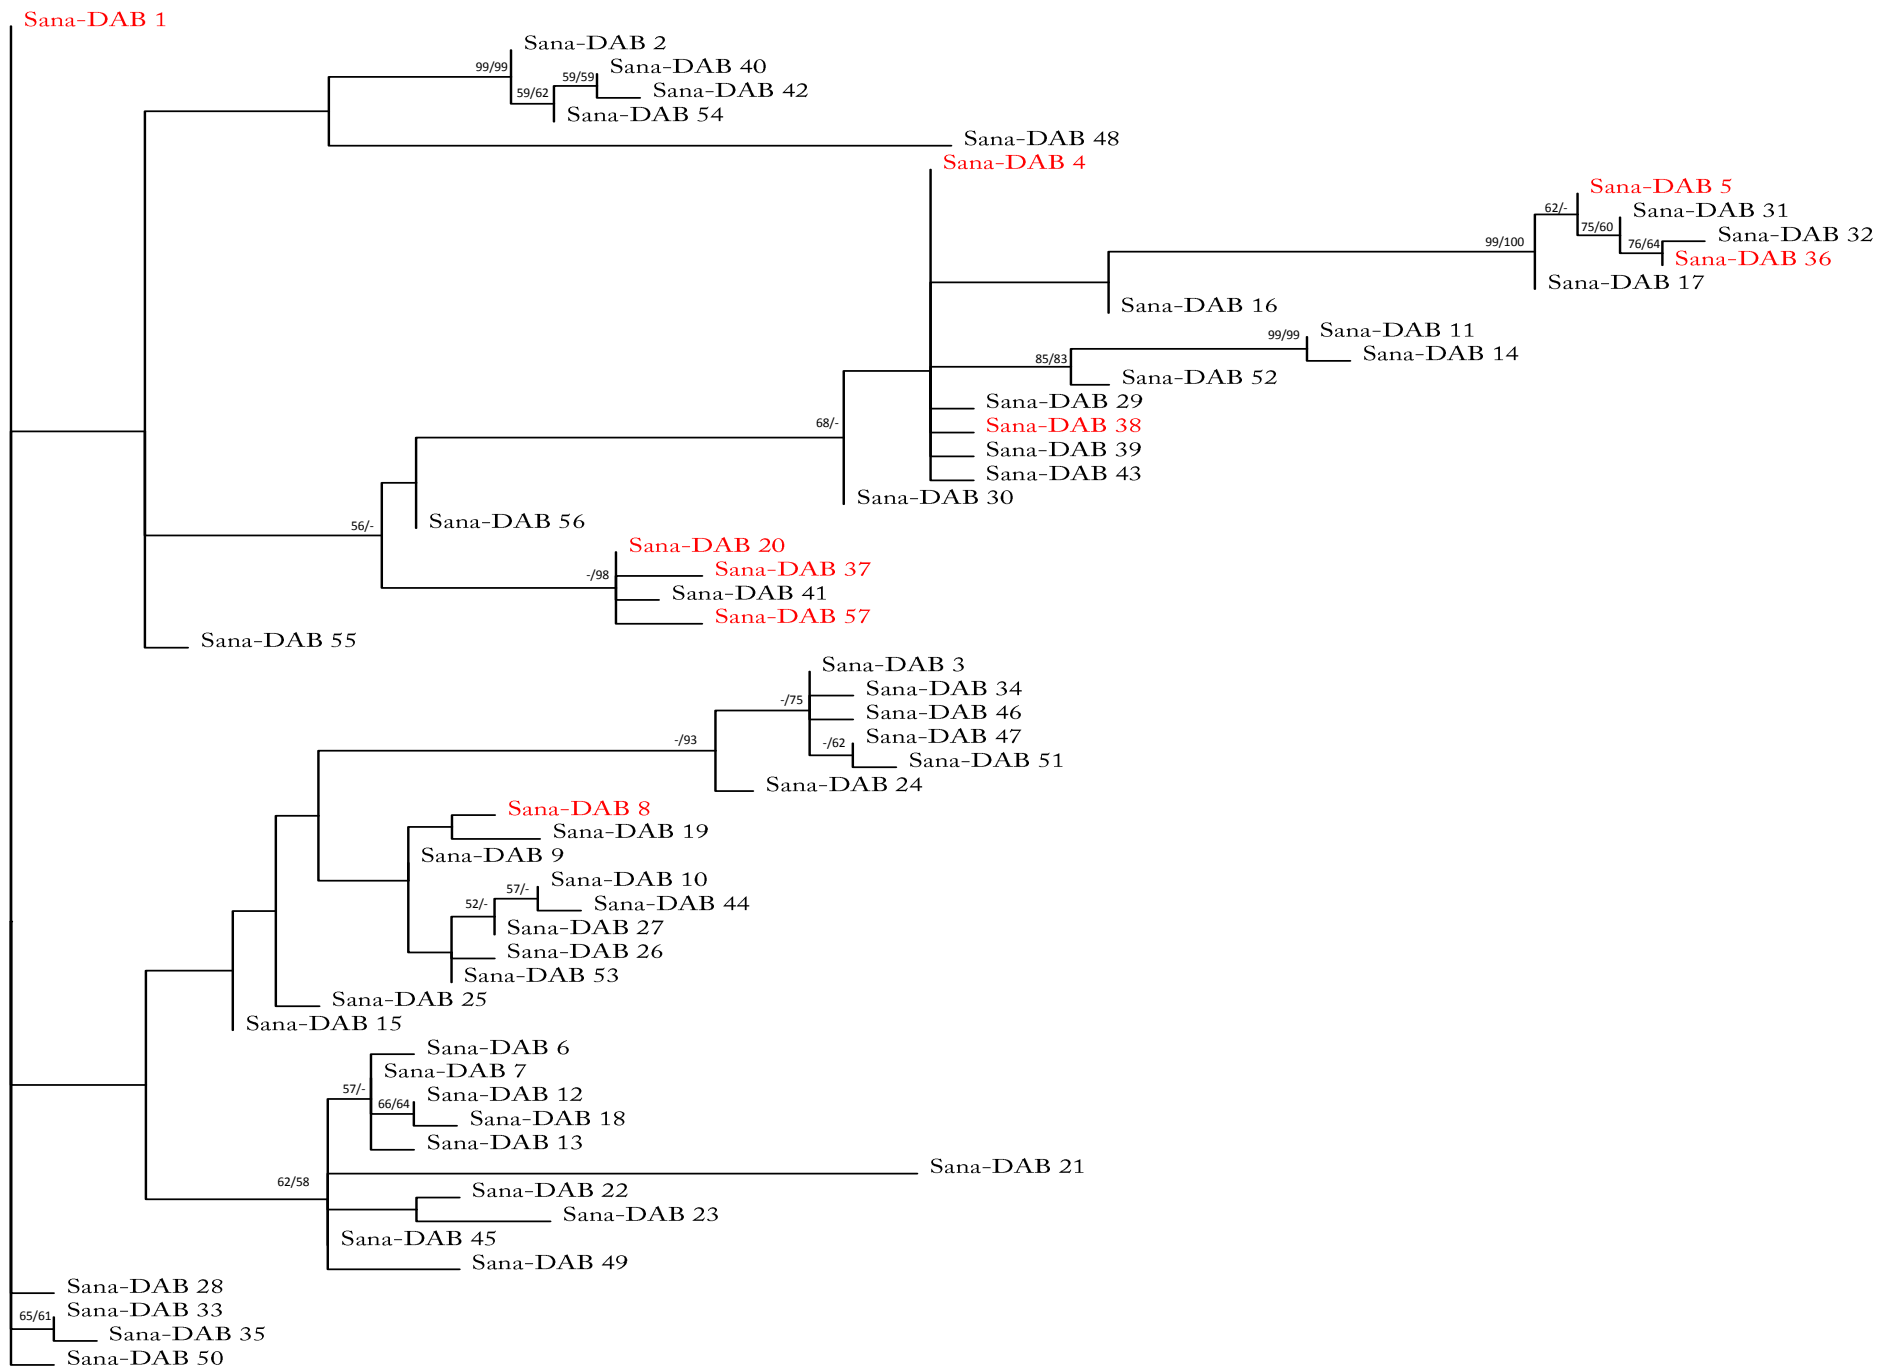 Sana-DAB 1
Sana-DAB 2
99/99
Sana-DAB 40
59/59
59/62
Sana-DAB 42
Sana-DAB 54
Sana-DAB 48
Sana-DAB 4
Sana-DAB 5
62/-
Sana-DAB 31
75/60
Sana-DAB 32
99/100
76/64
Sana-DAB 36
Sana-DAB 17
Sana-DAB 16
Sana-DAB 11
99/99
Sana-DAB 14
85/83
Sana-DAB 52
Sana-DAB 29
68/-
Sana-DAB 38
Sana-DAB 39
Sana-DAB 43
Sana-DAB 30
56/-
Sana-DAB 56
Sana-DAB 20
-/98
Sana-DAB 37
Sana-DAB 41
Sana-DAB 57
Sana-DAB 55
Sana-DAB 3
Sana-DAB 34
-/75
Sana-DAB 46
-/93
-/62
Sana-DAB 47
Sana-DAB 51
Sana-DAB 24
Sana-DAB 8
Sana-DAB 19
Sana-DAB 9
Sana-DAB 10
57/-
52/-
Sana-DAB 44
Sana-DAB 27
Sana-DAB 26
Sana-DAB 53
Sana-DAB 25
Sana-DAB 15
Sana-DAB 6
Sana-DAB 7
57/-
Sana-DAB 12
66/64
Sana-DAB 18
Sana-DAB 13
Sana-DAB 21
62/58
Sana-DAB 22
Sana-DAB 23
Sana-DAB 45
Sana-DAB 49
Sana-DAB 28
65/61
Sana-DAB 33
Sana-DAB 35
Sana-DAB 50